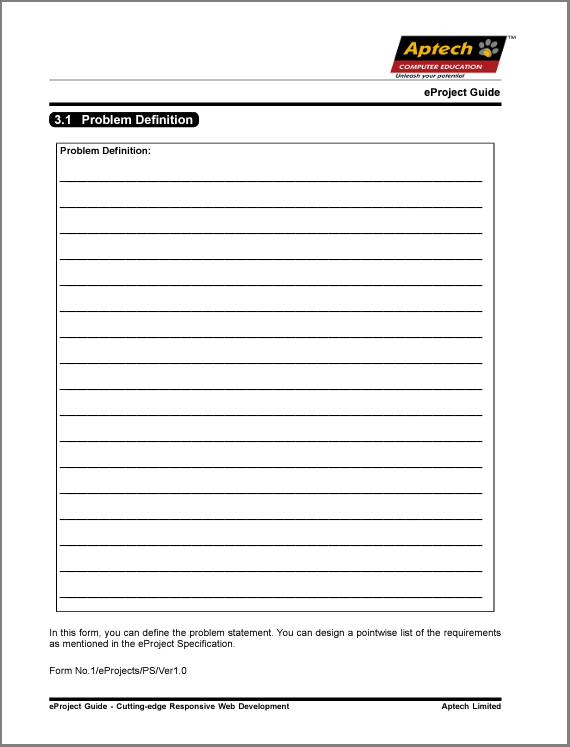 Aptech ™
COMPUTER EDUCATION
Unleash your potential
eProject Guide
3.1 Problem Definition
Problem Definition:
In this form, you can define the problem statement. You can design a pointwise list of the requirements
as mentioned in the eProject Specification.
Form No.1/eProjects/PS/Ver1.0
eProject Guide - Cutting-edge Responsive Web Development Aptech Limited